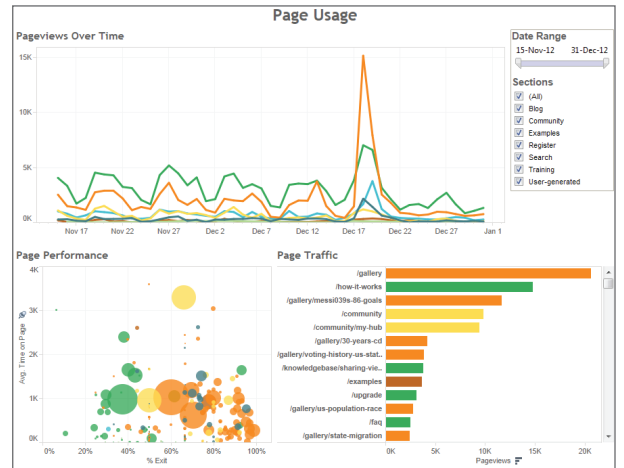 Page Usage
Pageviews Over Time
15K
10K
5K
0K
Nov 17 Nov 22 Nov 27 Dec 2 Dec 7 Dec 12 Dec 17 Dec 22 Dec 27 Jan 1
Date Range
15-Nov-12 31-Dec-12
Sections
(All)
Blog
Community
Examples
Register
Search
Training
User-generated
Page Performance
4K
3K
2K
1K
0K
Avg. Time on Page
0% 20% 40% 60% 80% 100%
% Exit
Page Traffic
/gallery
/how-it-works
/gallery/messi039s-86-goals
/community
/community/my-hub
/gallery/30-years-cd
/gallery/voting-history-us-stat..
/knowledgebase/sharing-vie..
/examples
/upgrade
/gallery/us-population-race
/faq
/gallery/state-migration
0K 5K 10K 15K 20K
Pageviews